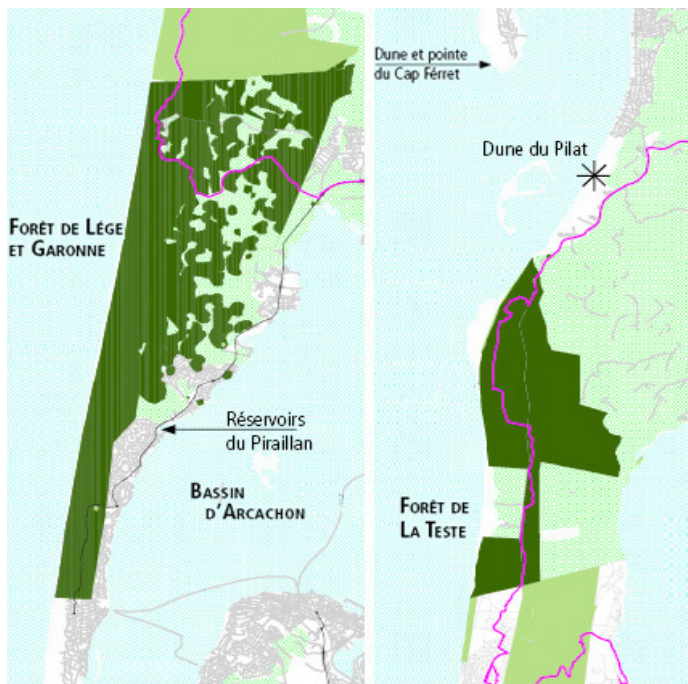 FORÊT DE LÉGE
ET GARONNE
Réservoirs
du Piraillan
BASSIN
D'ARCACHON
Dune et pointe
du Cap Férret
Dune du Pilat
FORÊT DE
LA TESTE